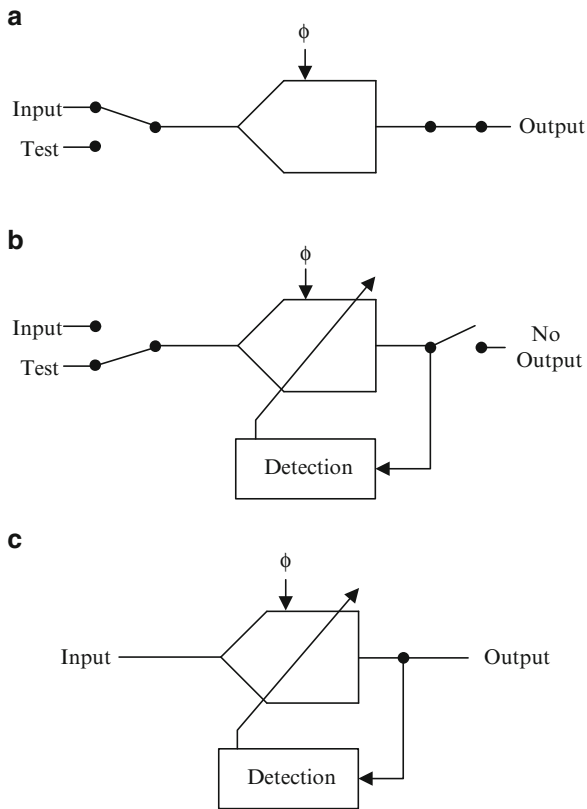 a
ϕ
Input
Test
Output
b
ϕ
Input
Test
No
Output
Detection
c
ϕ
Input
Output
Detection